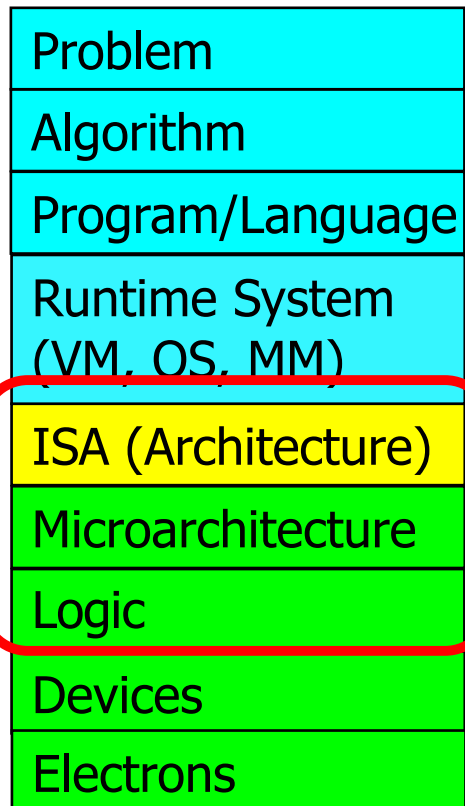 Problem
Algorithm
Program/Language
Runtime System
(VM, OS, MM)
ISA (Architecture)
Microarchitecture
Logic
Devices
Electrons